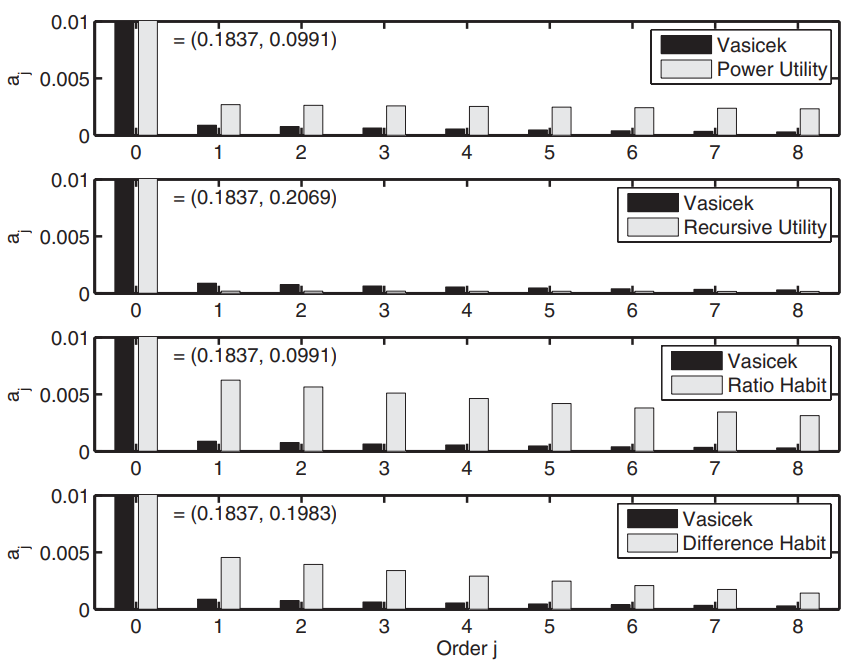 0.01
= (0.1837, 0.0991)
Vasicek
Power Utility
a j
0.005
0
0 1 2 3 4 5 6 7 8
0.01
= (0.1837, 0.2069)
Vasicek
Recursive Utility
a j
0.005
0
0 1 2 3 4 5 6 7 8
0.01
= (0.1837, 0.0991)
Vasicek
Ratio Habit
a j
0.005
0
0 1 2 3 4 5 6 7 8
0.01
= (0.1837, 0.1983)
Vasicek
Difference Habit
a j
0.005
0
0 1 2 3 4 5 6 7 8
Order j